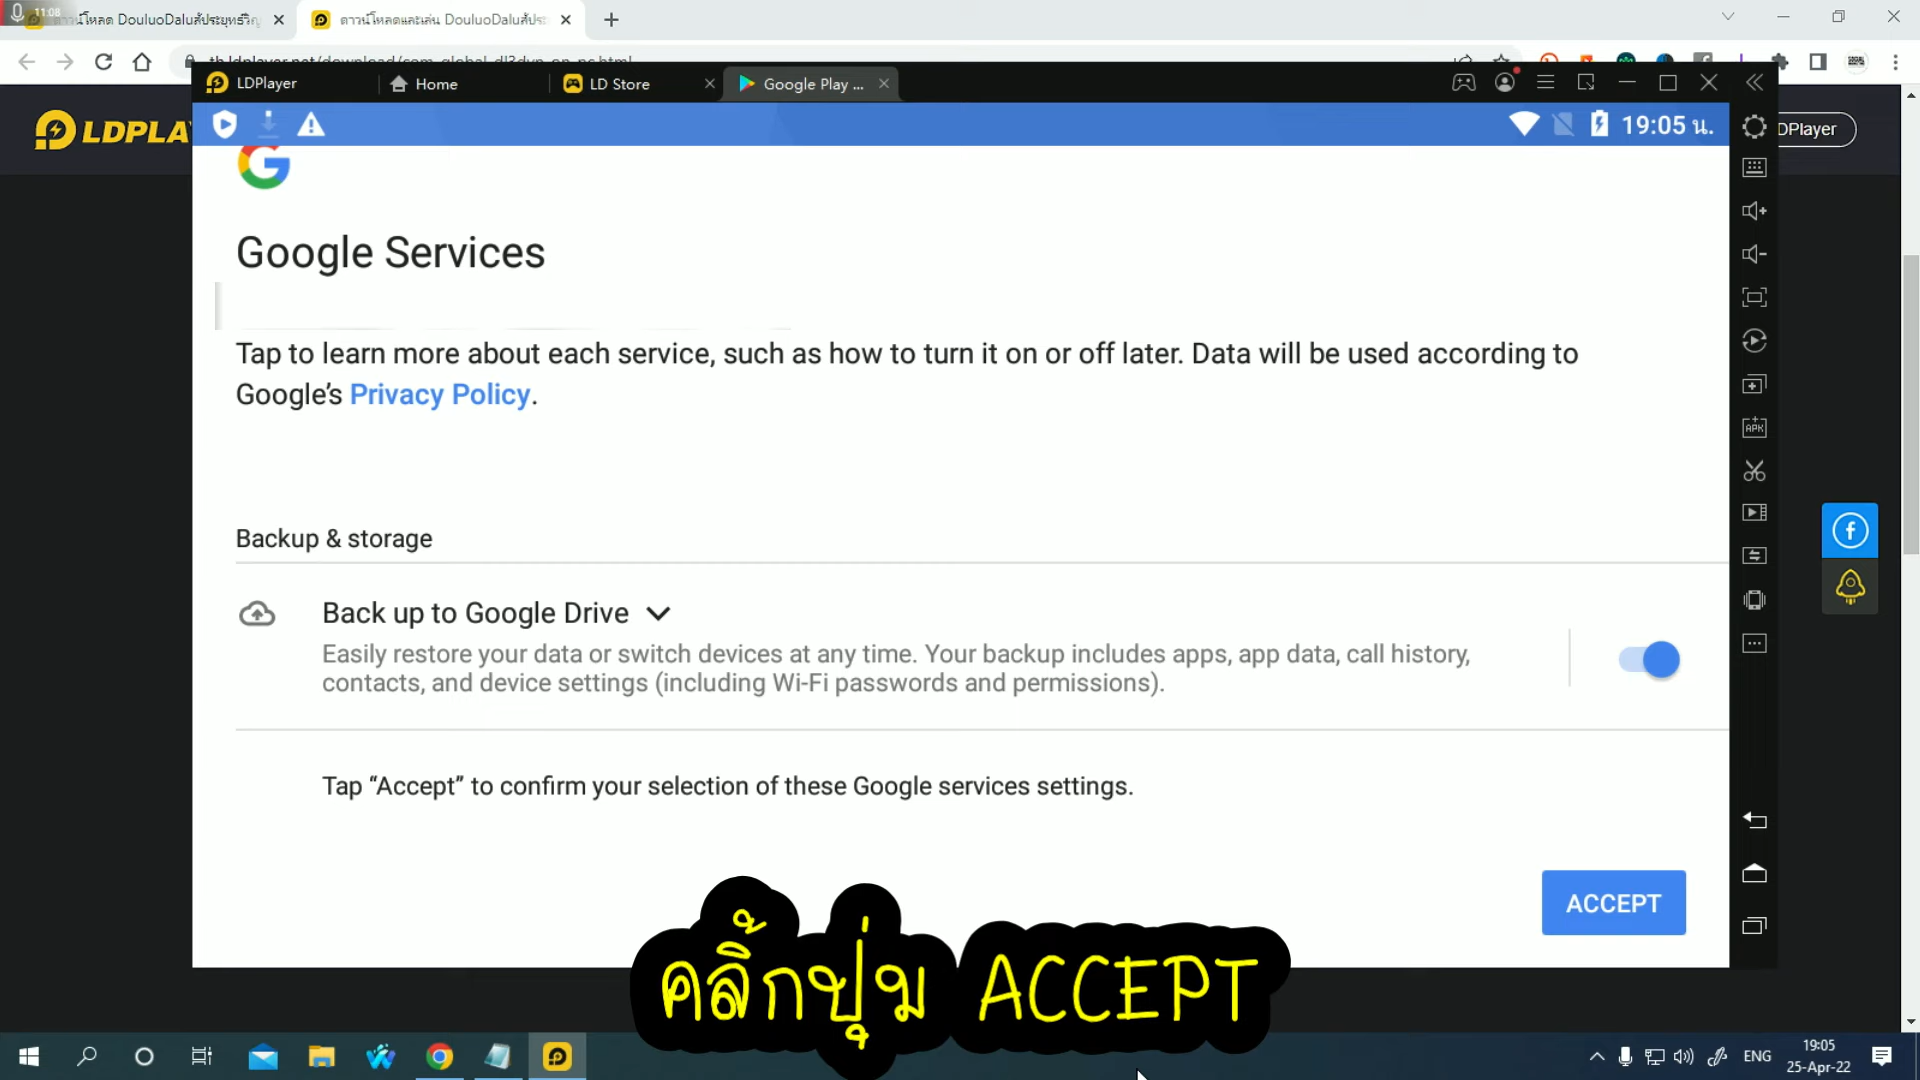 11:08
DouluoDalu
LDPlayer
Home
LD Store
Google Play ...
LDPLA
19:05 น.
DPlayer
Google Services
Tap to learn more about each service, such as how to turn it on or off later. Data will be used according to
Google's Privacy Policy.
Backup & storage
Back up to Google Drive
Easily restore your data or switch devices at any time. Your backup includes apps, app data, call history,
contacts, and device settings (including Wi-Fi passwords and permissions).
Tap “Accept” to confirm your selection of these Google services settings.
ACCEPT
คลิ้กปุ่ม ACCEPT
ENG
19:05
25-Apr-22